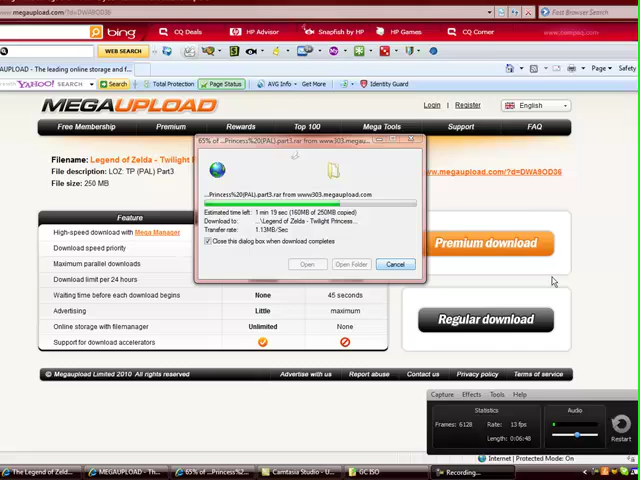 www.megaupload.com/?d=DWA9OD36
Fast Browser Search
bing
CQ Deals
HP Advisor
Snapfish by HP
HP Games
CQ Corner
WEB SEARCH
UPLOAD - The leading online storage and f...
Page
Safety
YAHOO! SEARCH
Search
Total Protection
Page Status
AVG Info
Get More
Identity Guard
MEGAUPLOAD
Login | Register
English
Free Membership
Premium
Rewards
Top 100
Mega Tools
Support
FAQ
65% of ...Princess%20(PAL).part3.rar from www303.megau...
Filename: Legend of Zelda - Twilight
File description: LOZ: TP (PAL) Part3
File size: 250 MB
www.megaupload.com/?d=DWA9OD36
...Princess%20(PAL).part3.rar from www303.megaupload.com
Estimated time left: 1 min 19 sec (160MB of 250MB copied)
Download to: ...\Legend of Zelda - Twilight Princess...
Transfer rate: 1.13MB/Sec
Close this dialog box when download completes
Open
Open Folder
Cancel
Feature
High-speed download with Mega Manager
Download speed priority
Maximum parallel downloads
Download limit per 24 hours
Waiting time before each download begins None 45 seconds
Advertising Little maximum
Online storage with filemanager Unlimited None
Support for download accelerators
Premium download
Regular download
© Megaupload Limited 2010 All rights reserved
Advertise with us
Report abuse
Contact us
Privacy policy
Terms of service
Capture Effects Tools Help
Statistics
Frames: 6128 Rate: 13 fps
Length: 0:06:48
Audio
Restart
Internet | Protected Mode: On
The Legend of Zeld...
MEGAUPLOAD - Th...
65% of ...Princess%2...
Camtasia Studio - U...
GC ISO
Recording...